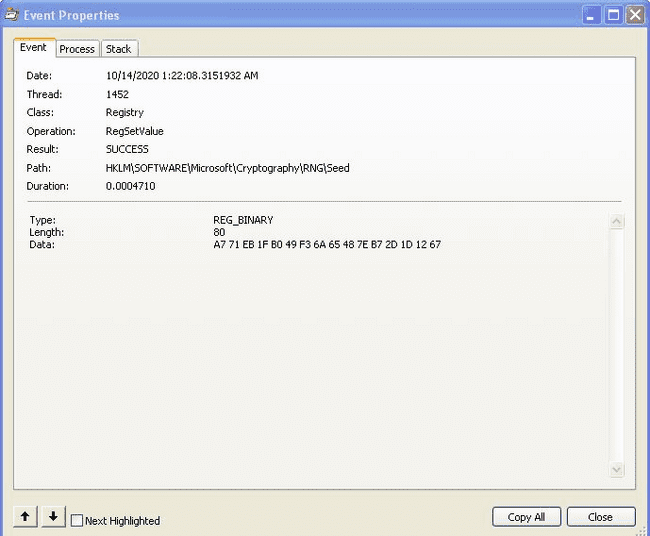 Event Properties
Event Process Stack
Date: 10/14/2020 1:22:08.3151932 AM
Thread: 1452
Class: Registry
Operation: RegSetValue
Result: SUCCESS
Path: HKLM\SOFTWARE\Microsoft\Cryptography\RNG\Seed
Duration: 0.0004710
Type: REG_BINARY
Length: 80
Data: A7 71 EB 1F B0 49 F3 6A 65 48 7E B7 2D 1D 12 67
Next Highlighted Copy All Close